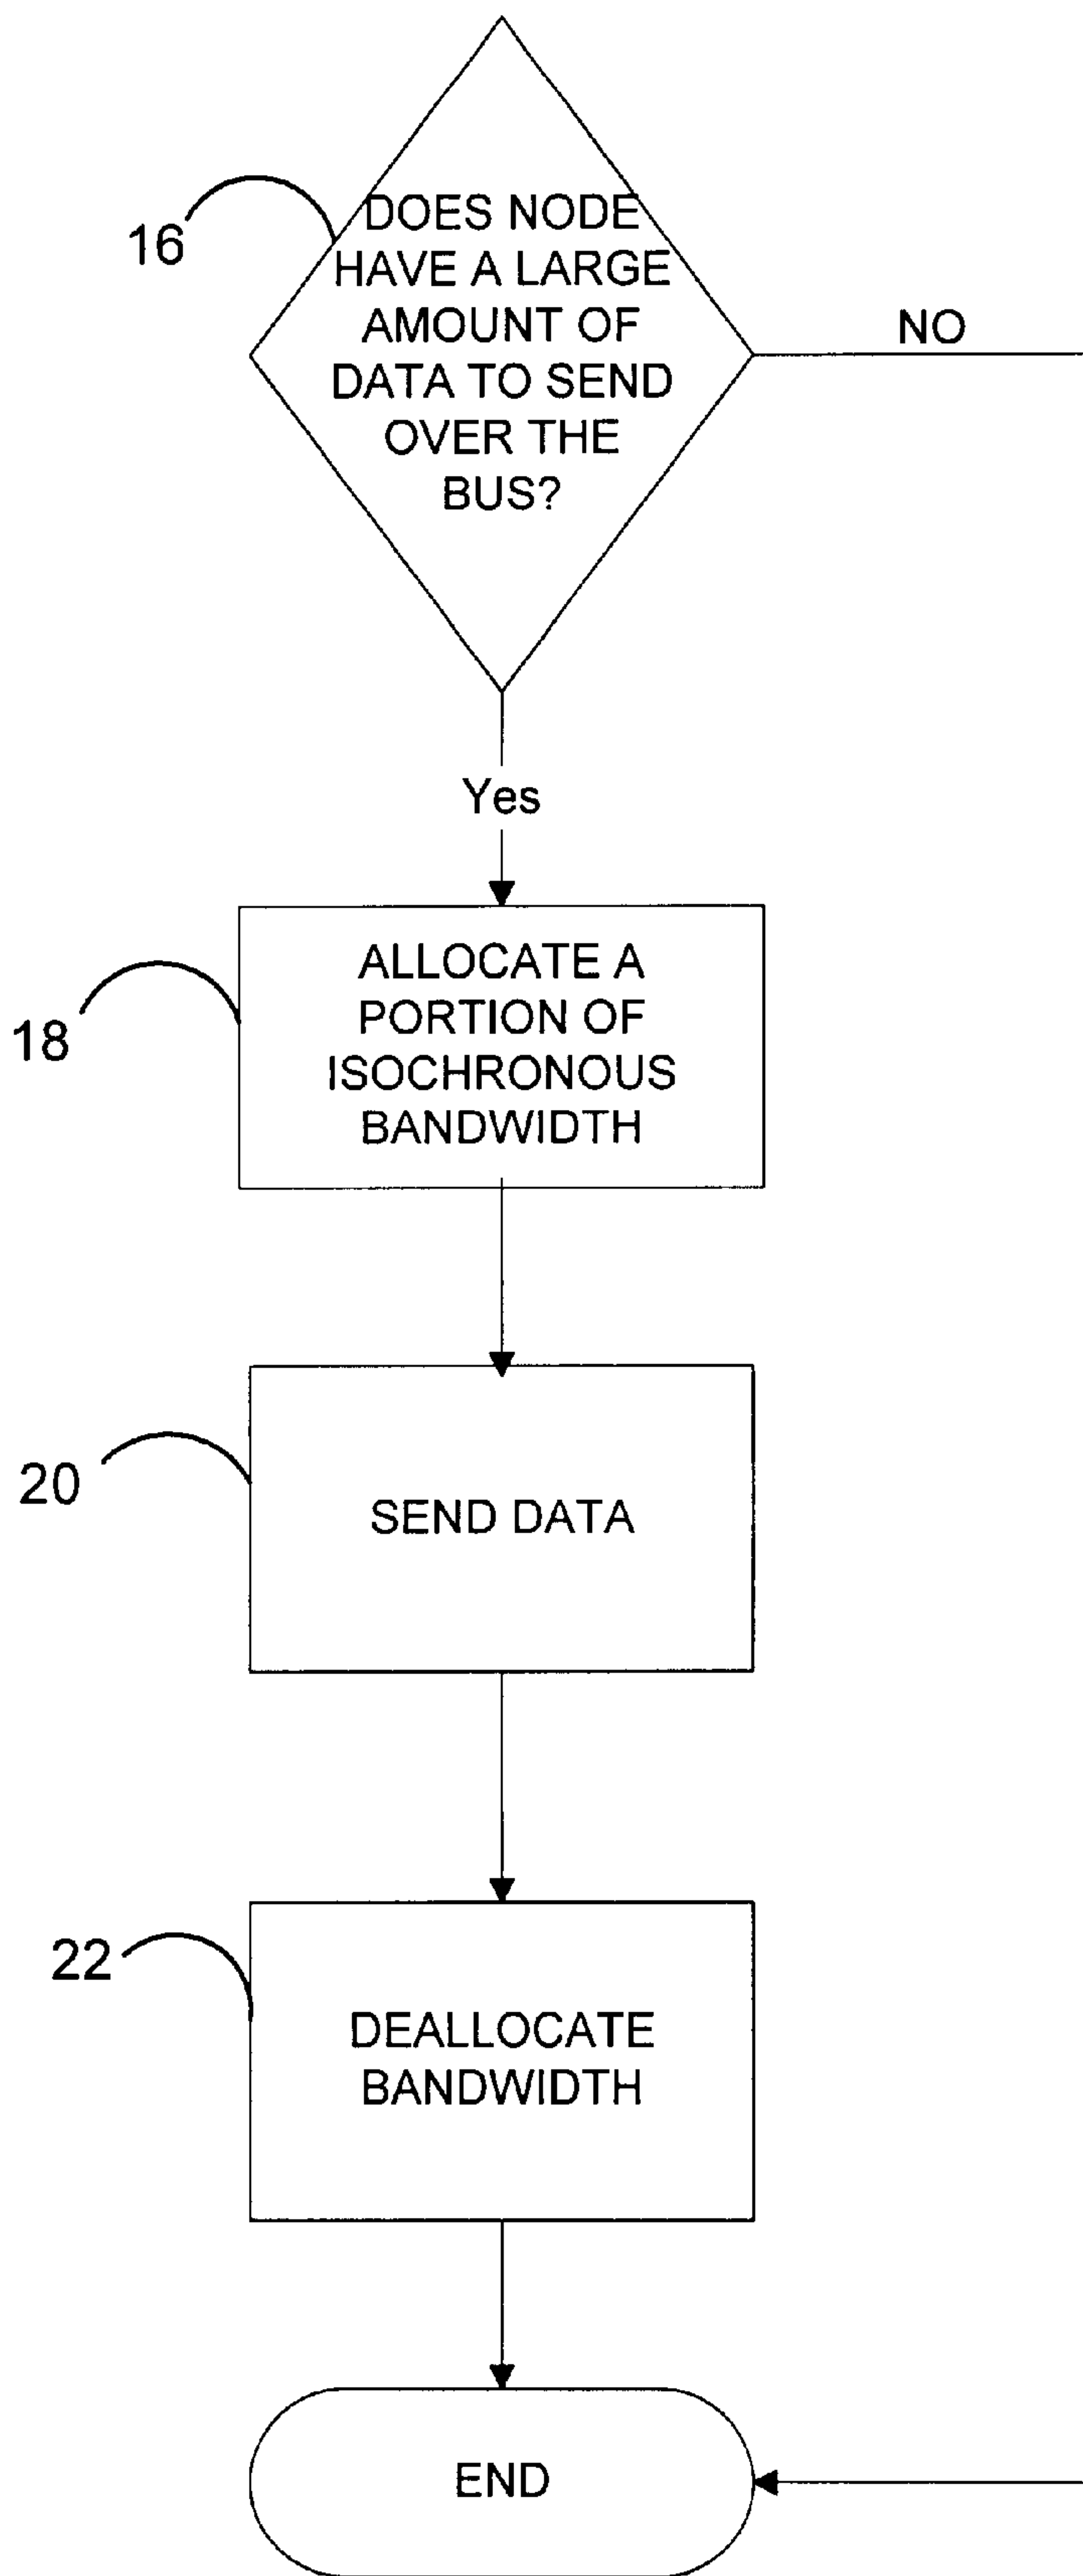 DOES NODE
HAVE A LARGE
AMOUNT OF
DATA TO SEND
OVER THE
BUS?
16
NO
Yes
ALLOCATE A
PORTION OF
ISOCHRONOUS
BANDWIDTH
18
SEND DATA
20
DEALLOCATE
BANDWIDTH
22
END